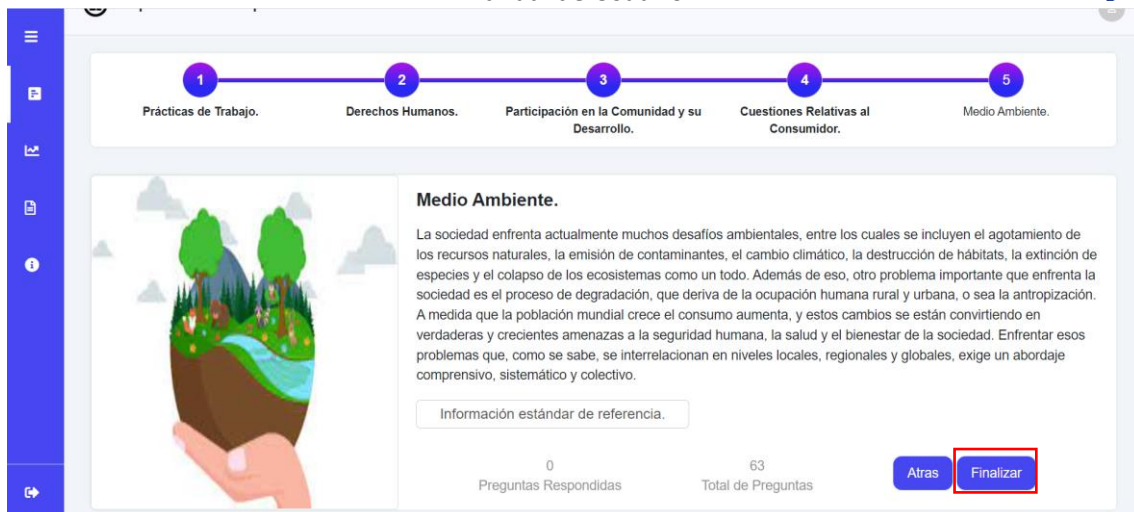 1
2
3
4
5
Prácticas de Trabajo.
Derechos Humanos.
Participación en la Comunidad y su
Desarrollo.
Cuestiones Relativas al
Consumidor.
Medio Ambiente.
Medio Ambiente.
La sociedad enfrenta actualmente muchos desafíos ambientales, entre los cuales se incluyen el agotamiento de
los recursos naturales, la emisión de contaminantes, el cambio climático, la destrucción de hábitats, la extinción de
especies y el colapso de los ecosistemas como un todo. Además de eso, otro problema importante que enfrenta la
sociedad es el proceso de degradación, que deriva de la ocupación humana rural y urbana, o sea la antropización.
A medida que la población mundial crece el consumo aumenta, y estos cambios se están convirtiendo en
verdaderas y crecientes amenazas a la seguridad humana, la salud y el bienestar de la sociedad. Enfrentar esos
problemas que, como se sabe, se interrelacionan en niveles locales, regionales y globales, exige un abordaje
comprensivo, sistemático y colectivo.
Información estándar de referencia.
0
Preguntas Respondidas
63
Total de Preguntas
Atras
Finalizar